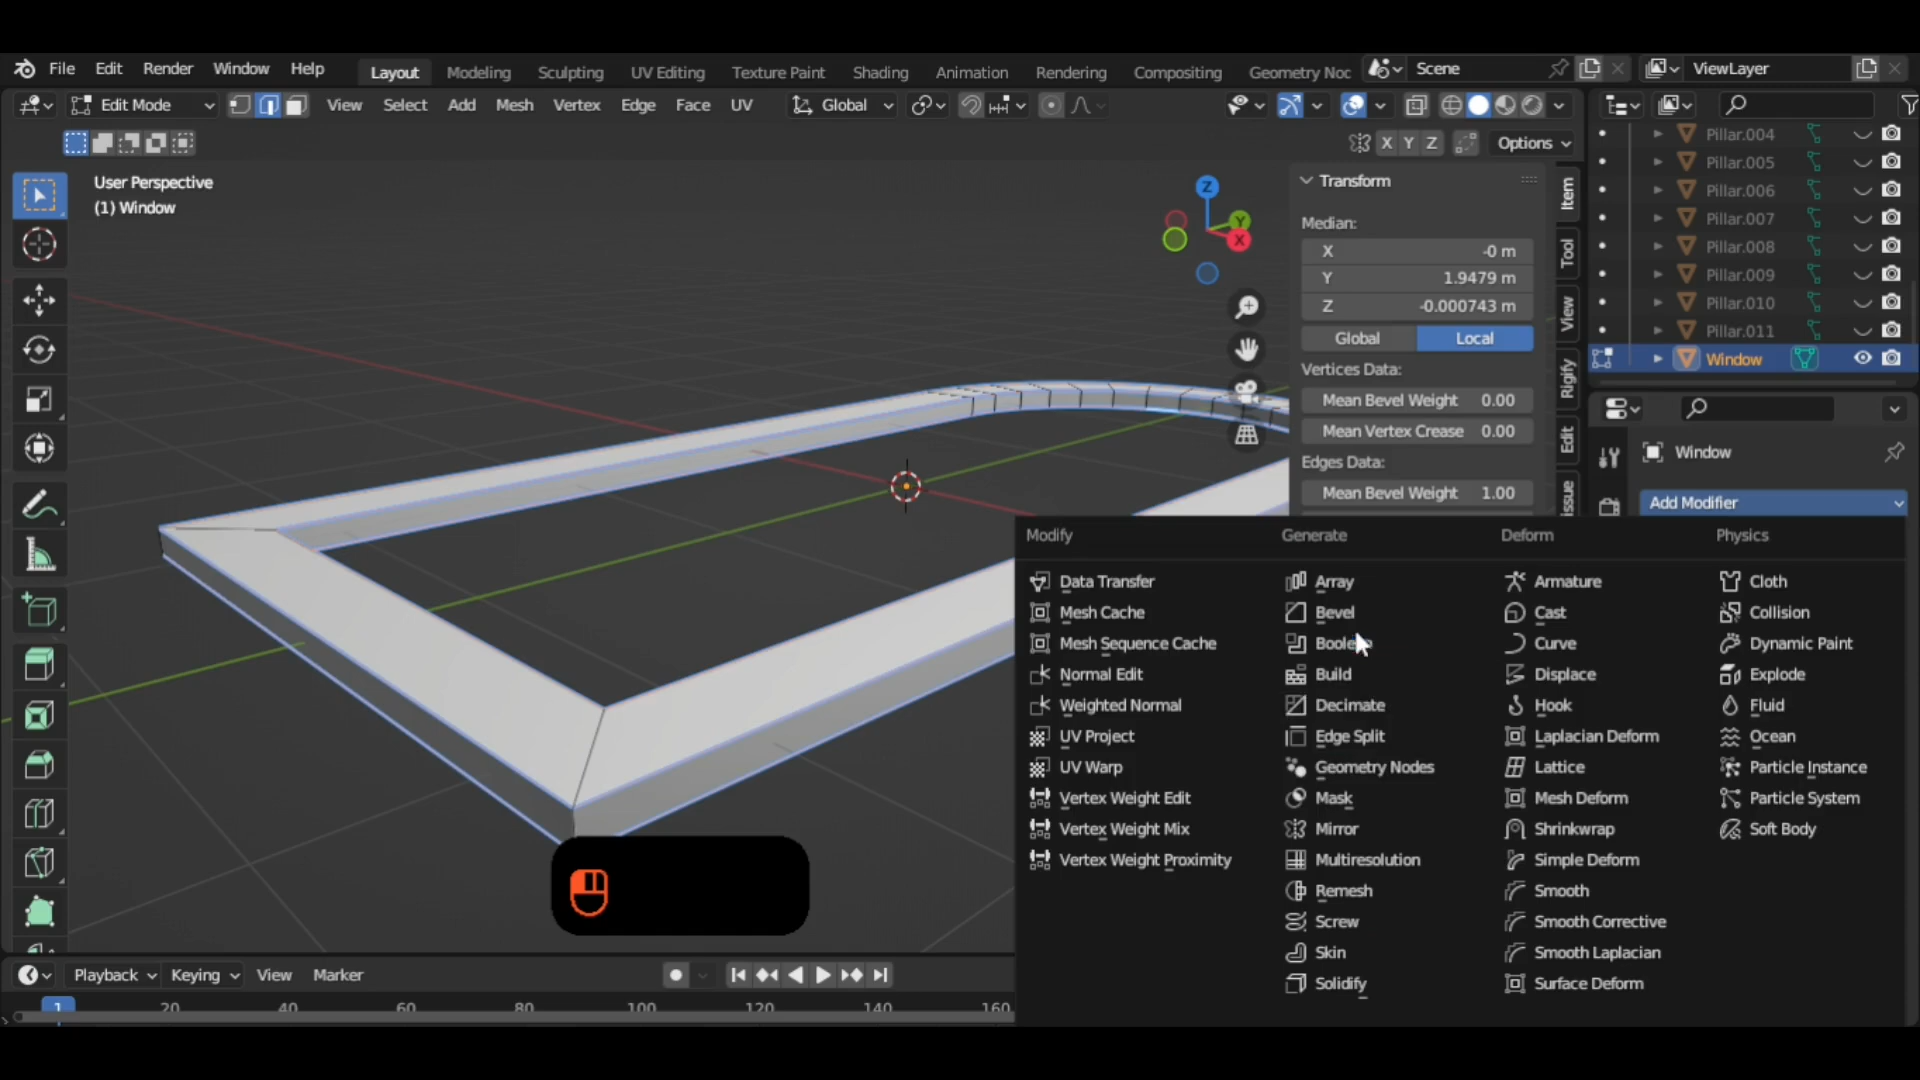 File Edit Render Window Help Layout Modeling Sculpting UV Editing Texture Paint Shading Animation Rendering Compositing Geometry Noc Scene ViewLayer
Edit Mode View Select Add Mesh Vertex Edge Face UV Global
X Y Z Options
User Perspective
(1) Window
Z
Y
X
Transform
Median:
X -0 m
Y 1.9479 m
Z -0.000743 m
Global Local
Vertices Data:
Mean Bevel Weight 0.00
Mean Vertex Crease 0.00
Edges Data:
Mean Bevel Weight 1.00
Item
Tool
View
Rigify
Edit
Pillar.004
Pillar.005
Pillar.006
Pillar.007
Pillar.008
Pillar.009
Pillar.010
Pillar.011
Window
Window
Add Modifier
Modify
Data Transfer
Mesh Cache
Mesh Sequence Cache
Normal Edit
Weighted Normal
UV Project
UV Warp
Vertex Weight Edit
Vertex Weight Mix
Vertex Weight Proximity
Generate
Array
Bevel
Build
Decimate
Edge Split
Geometry Nodes
Mask
Mirror
Multiresolution
Remesh
Screw
Skin
Solidify
Deform
Armature
Cast
Curve
Displace
Hook
Laplacian Deform
Lattice
Mesh Deform
Shrinkwrap
Simple Deform
Smooth
Smooth Corrective
Smooth Laplacian
Surface Deform
Physics
Cloth
Collision
Dynamic Paint
Explode
Fluid
Ocean
Particle Instance
Particle System
Soft Body
Playback Keying View Marker
1 20 40 60 80 100 120 140 160